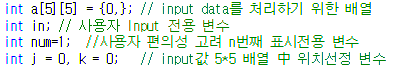 int a[5][5] = {0,}; // input data를 처리하기 위한 배열
int in; // 사용자 Input 전용 변수
int num=1;  //사용자 편의성 고려 n번째 표시전용 변수
int j = 0, k = 0;   // input값 5*5 배열 中 위치선정 변수